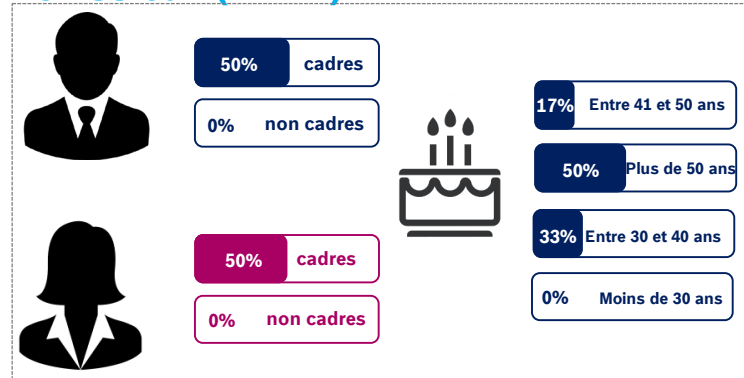 50% cadres
0% non cadres
50% cadres
0% non cadres
17% Entre 41 et 50 ans
50% Plus de 50 ans
33% Entre 30 et 40 ans
0% Moins de 30 ans